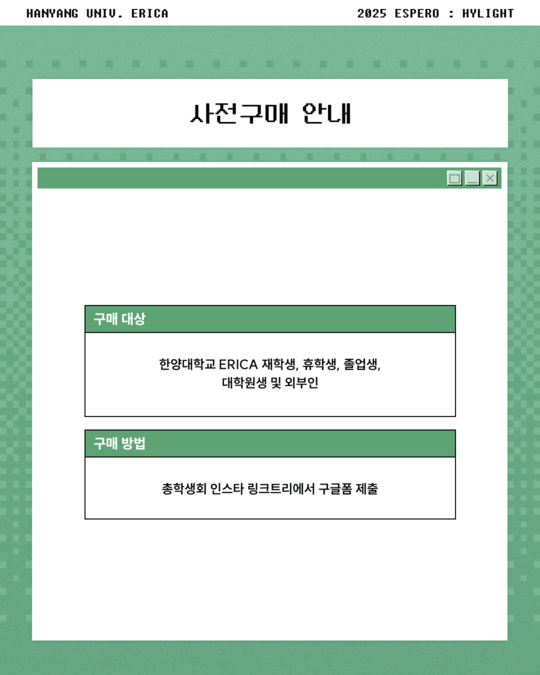 HANYANG UNIV. ERICA
2025 ESPERO : HYLIGHT
사전구매 안내
구매 대상
한양대학교 ERICA 재학생, 휴학생, 졸업생,
대학원생 및 외부인
구매 방법
총학생회 인스타 링크트리에서 구글폼 제출